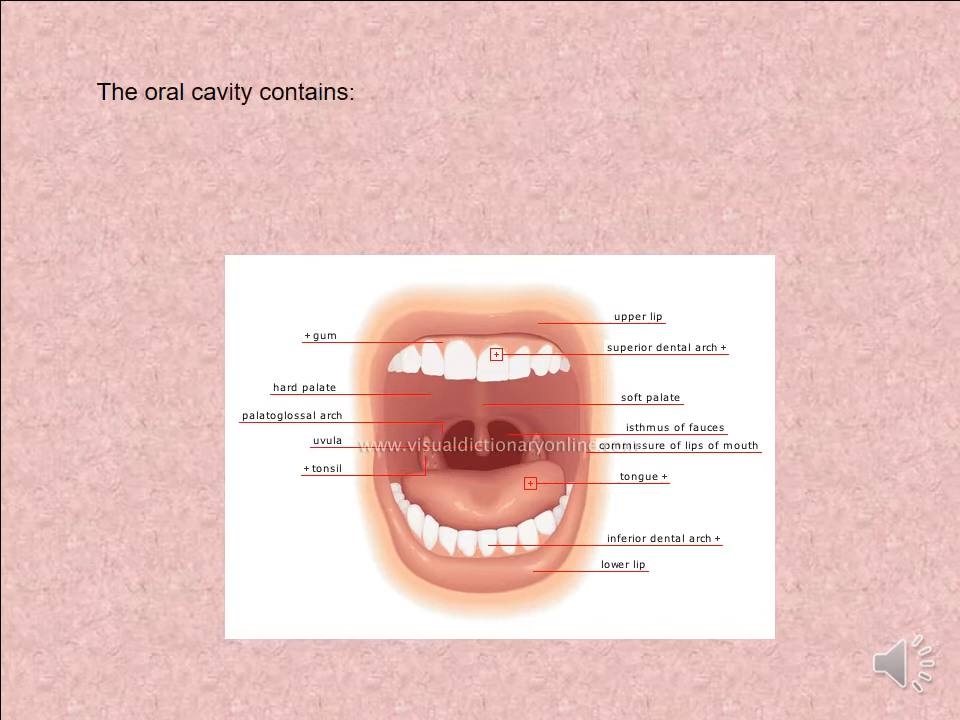 The oral cavity contains:
upper lip
+ gum
superior dental arch +
hard palate
soft palate
palatoglossal arch
isthmus of fauces
uvula
www.visualdictionaryonline.com
commissure of lips of mouth
+ tonsil
tongue +
inferior dental arch +
lower lip